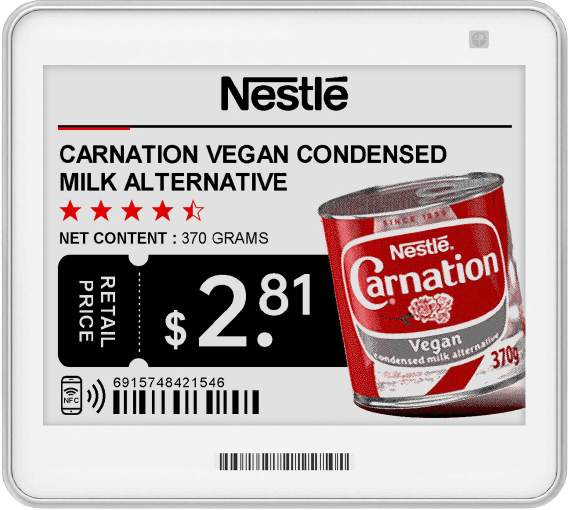 Nestlé
CARNATION VEGAN CONDENSED
MILK ALTERNATIVE
NET CONTENT : 370 GRAMS
RETAIL
PRICE
$2.81
NFC
6915748421546
SINCE 1899
Nestlé.
Carnation
Vegan
condensed milk alternative
370g